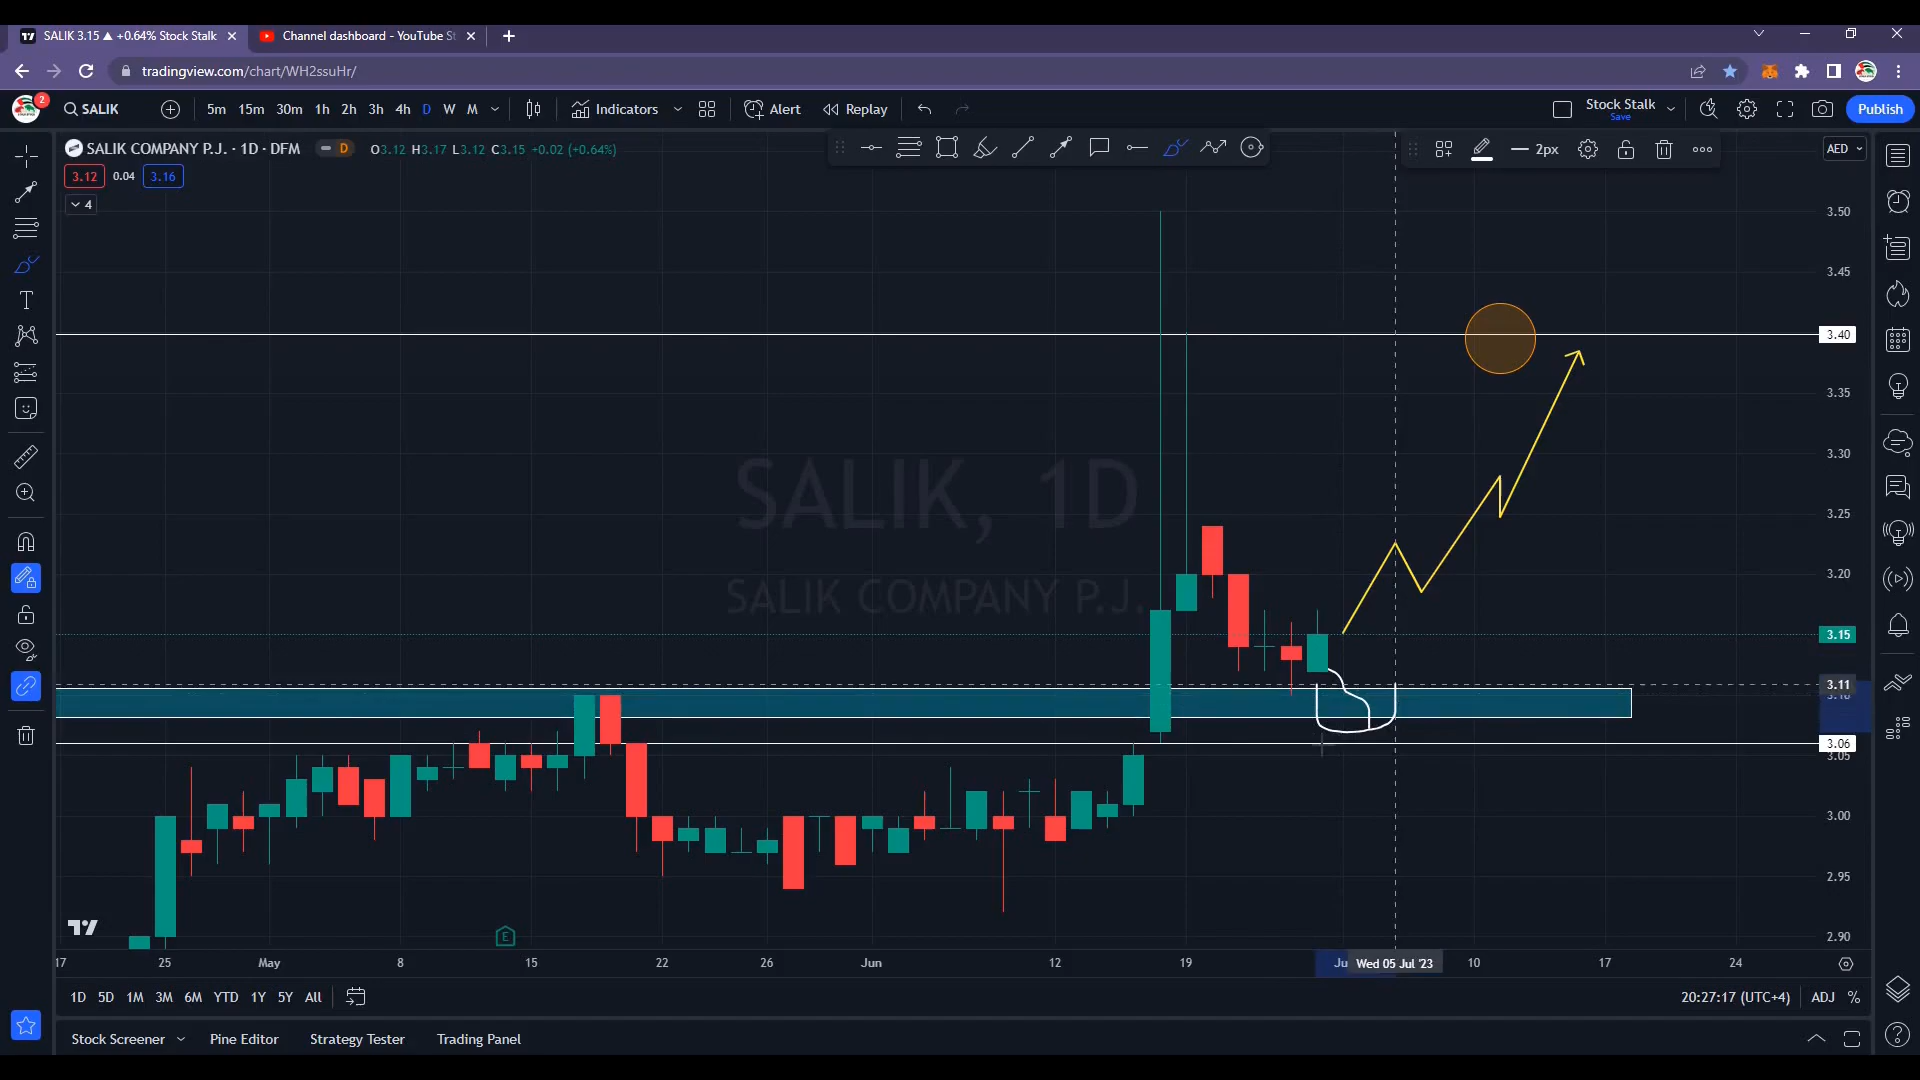 SALIK 3.15 ▲ +0.64% Stock Stalk
Channel dashboard - YouTube St
tradingview.com/chart/WH2ssuHr/
2
SALIK
5m 15m 30m 1h 2h 3h 4h D W M
Indicators
Alert
Replay
Stock Stalk
Save
Publish
SALIK COMPANY P.J. · 1D · DFM
D
O3.12 H3.17 L3.12 C3.15 +0.02 (+0.64%)
2px
AED
3.12 0.04 3.16
4
3.50
3.45
3.40
3.35
3.30
SALIK, 1D
3.25
3.20
SALIK COMPANY P.J.
3.15
3.11
3.10
3.06
3.05
3.00
2.95
2.90
E
17 25 May 8 15 22 26 Jun 12 19 Ju Wed 05 Jul '23 10 17 24
1D 5D 1M 3M 6M YTD 1Y 5Y All
20:27:17 (UTC+4) ADJ %
Stock Screener Pine Editor Strategy Tester Trading Panel